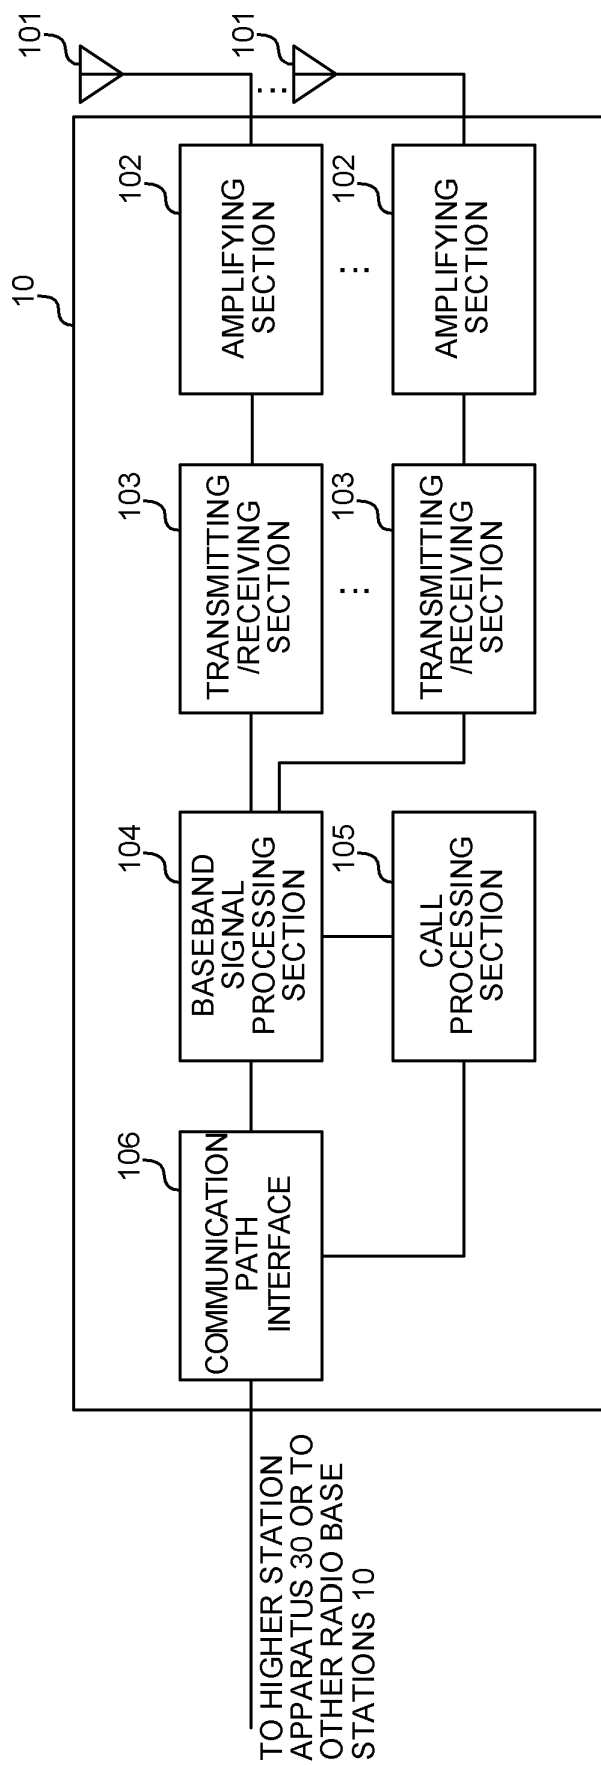 10
101
101
102
AMPLIFYING
SECTION
...
102
AMPLIFYING
SECTION
103
TRANSMITTING
/RECEIVING
SECTION
...
103
TRANSMITTING
/RECEIVING
SECTION
104
BASEBAND
SIGNAL
PROCESSING
SECTION
105
CALL
PROCESSING
SECTION
106
COMMUNICATION
PATH
INTERFACE
TO HIGHER STATION
APPARATUS 30 OR TO
OTHER RADIO BASE
STATIONS 10